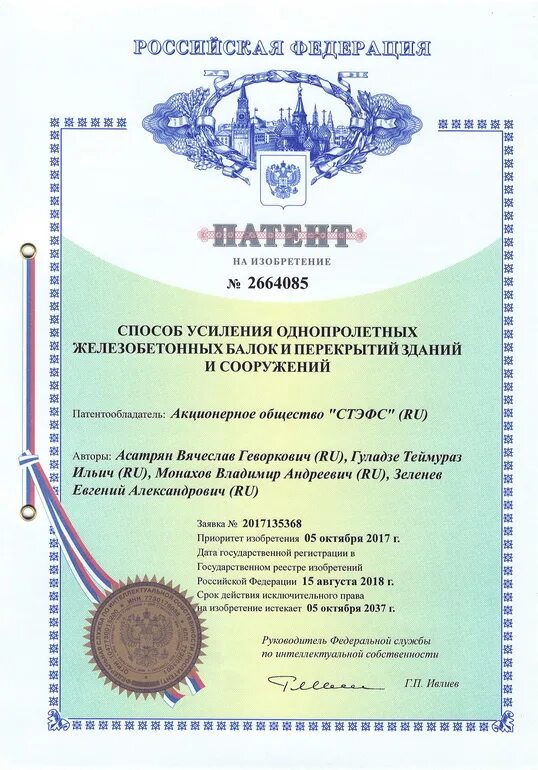 РОССИЙСКАЯ ФЕДЕРАЦИЯ
ПАТЕНТ
НА ИЗОБРЕТЕНИЕ
№ 2664085
СПОСОБ УСИЛЕНИЯ ОДНОПРОЛЕТНЫХ
ЖЕЛЕЗОБЕТОННЫХ БАЛОК И ПЕРЕКРЫТИЙ ЗДАНИЙ
И СООРУЖЕНИЙ
Патентообладатель: Акционерное общество "СТЭФС" (RU)
Авторы: Асатрян Вячеслав Геворкович (RU), Гуладзе Теймураз
Ильич (RU), Монахов Владимир Андреевич (RU), Зеленев
Евгений Александрович (RU)
Заявка № 2017135368
Приоритет изобретения 05 октября 2017 г.
Дата государственной регистрации в
Государственном реестре изобретений
Российской Федерации 15 августа 2018 г.
Срок действия исключительного права
на изобретение истекает 05 октября 2037 г.
Руководитель Федеральной службы
по интеллектуальной собственности
Г.П. Ивлиев